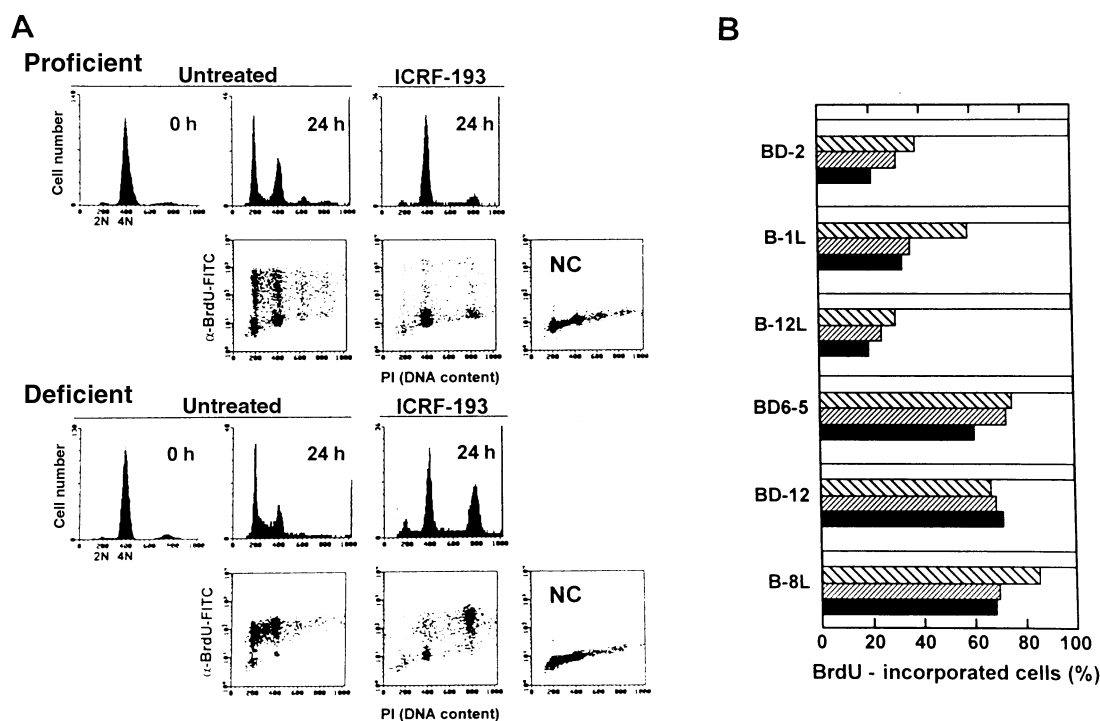 A
B
Proficient
Untreated
ICRF-193
Cell number
0 h
24 h
24 h
2N 4N
α-BrdU-FITC
NC
PI (DNA content)
Deficient
Untreated
ICRF-193
Cell number
0 h
24 h
24 h
2N 4N
α-BrdU-FITC
NC
PI (DNA content)
BD-2
B-1L
B-12L
BD6-5
BD-12
B-8L
0 20 40 60 80 100
BrdU - incorporated cells (%)